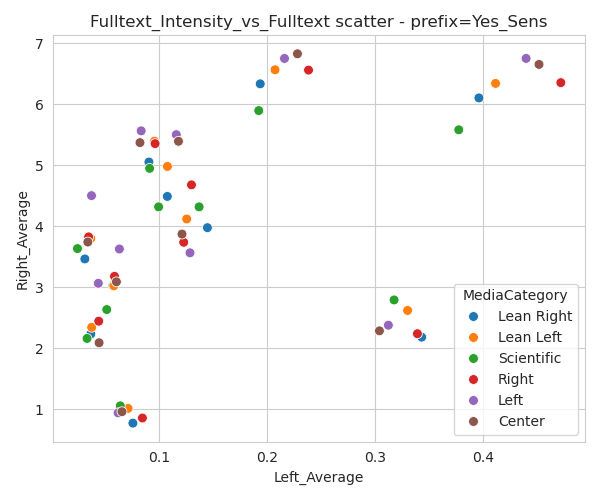 Fulltext_Intensity_vs_Fulltext scatter - prefix=Yes_Sens
7
6
5
4
3
2
1
Right_Average
MediaCategory
Lean Right
Lean Left
Scientific
Right
Left
Center
0.1 0.2 0.3 0.4
Left_Average